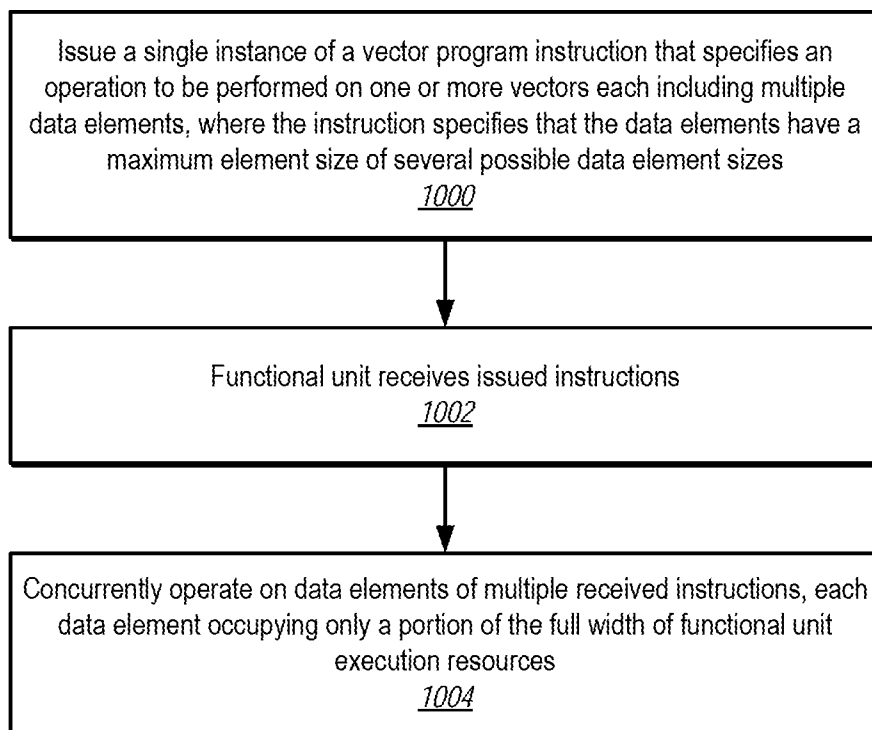 Issue a single instance of a vector program instruction that specifies an
operation to be performed on one or more vectors each including multiple
data elements, where the instruction specifies that the data elements have a
maximum element size of several possible data element sizes
1000
Functional unit receives issued instructions
1002
Concurrently operate on data elements of multiple received instructions, each
data element occupying only a portion of the full width of functional unit
execution resources
1004